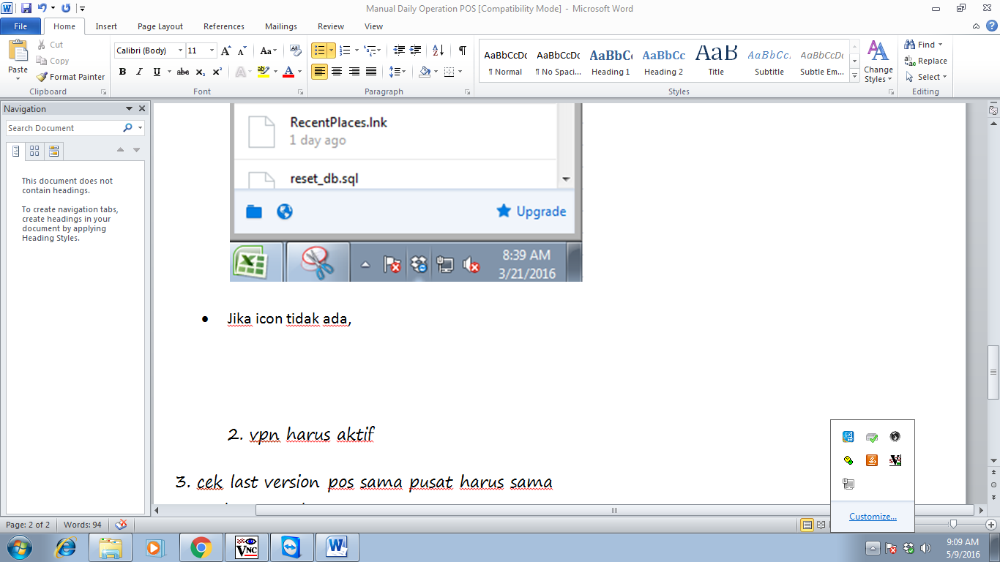 Manual Daily Operation POS [Compatibility Mode] - Microsoft Word
File Home Insert Page Layout References Mailings Review View
Paste
Cut
Copy
Format Painter
Clipboard
Calibri (Body) 11
Font
Paragraph
AaBbCcDc AaBbCcDc AaBbCc AaBbCc AaB AaBbCc. AaBbCcDc
¶ Normal ¶ No Spaci... Heading 1 Heading 2 Title Subtitle Subtle Em...
Change Styles
Styles
Find
Replace
Select
Editing
Navigation
Search Document
This document does not
contain headings.
To create navigation tabs,
create headings in your
document by applying
Heading Styles.
RecentPlaces.lnk
1 day ago
reset_db.sql
Upgrade
8:39 AM
3/21/2016
Jika icon tidak ada,
2. vpn harus aktif
3. cek last version pos sama pusat harus sama
Customize...
Page: 2 of 2 Words: 94
VNC
9:09 AM
5/9/2016